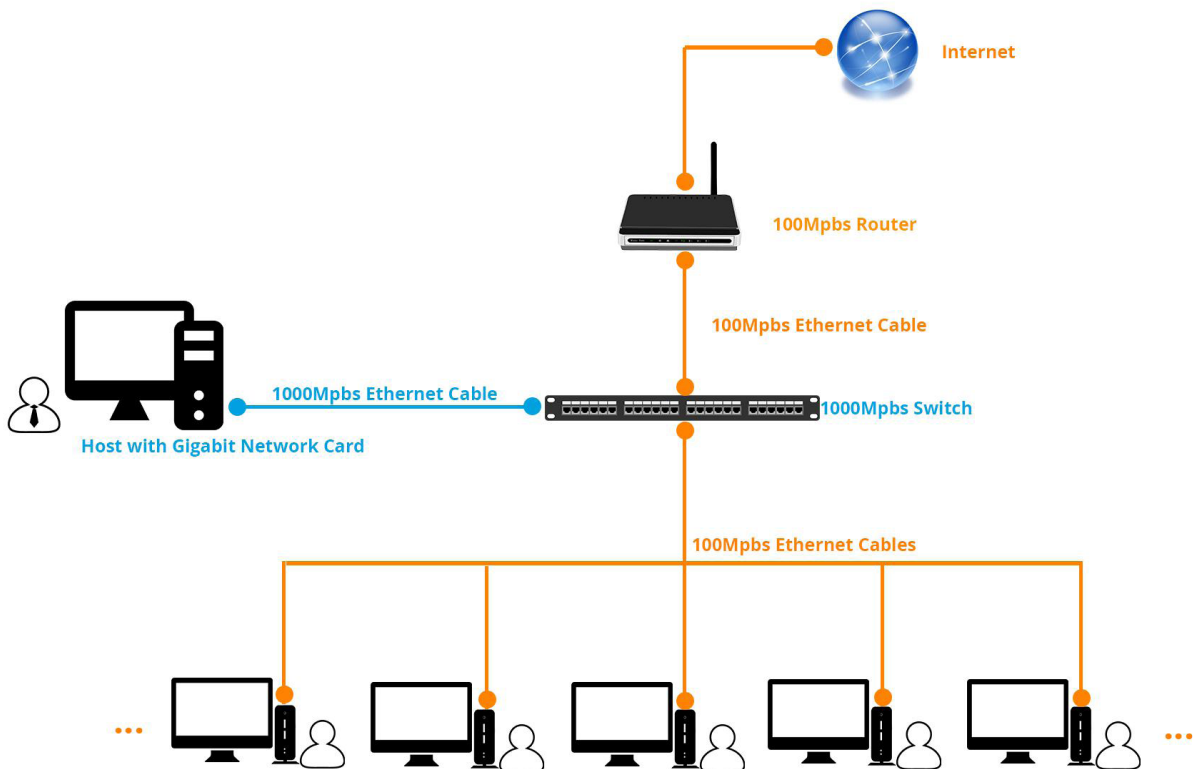 Internet
100Mpbs Router
100Mpbs Ethernet Cable
1000Mpbs Ethernet Cable
1000Mpbs Switch
Host with Gigabit Network Card
100Mpbs Ethernet Cables
...
...